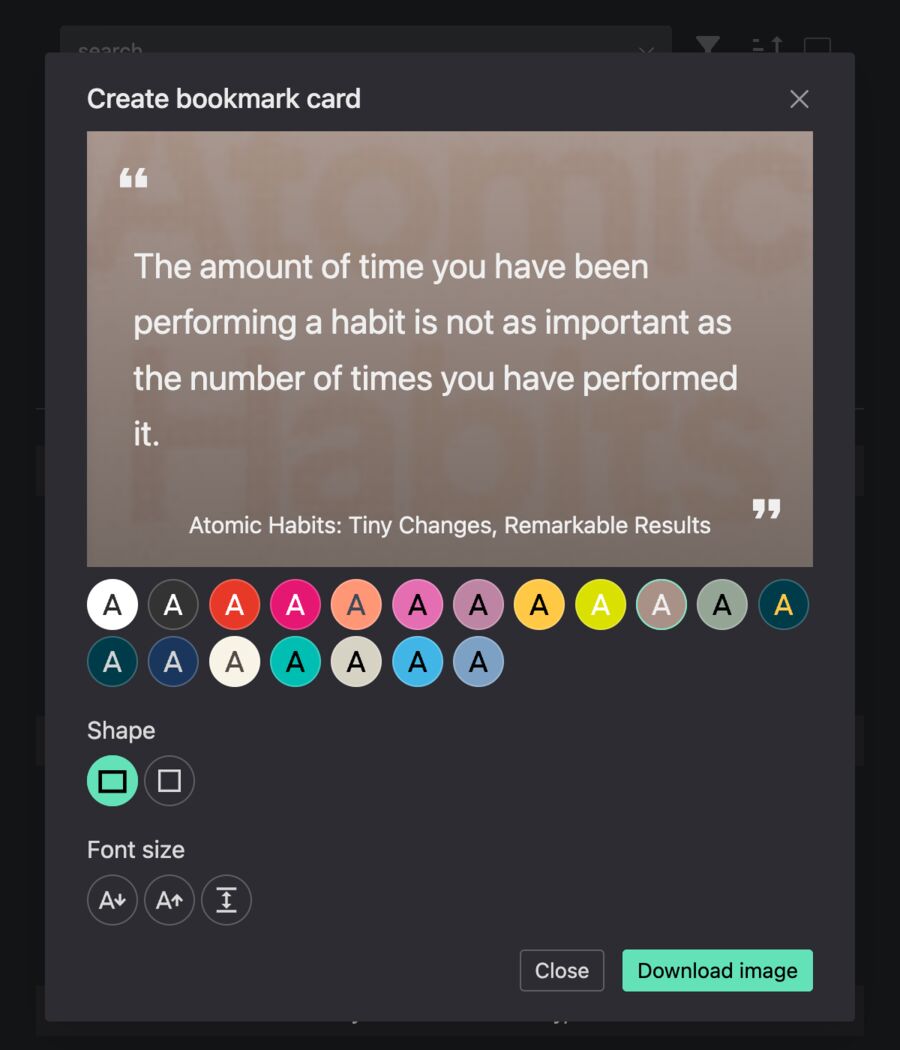 search
Create bookmark card
Atomic
Habits
“
The amount of time you have been
performing a habit is not as important as
the number of times you have performed
it.
”
Atomic Habits: Tiny Changes, Remarkable Results
A A A A A A A A A A A A
A A A A A A A
Shape
Font size
A A
Close Download image